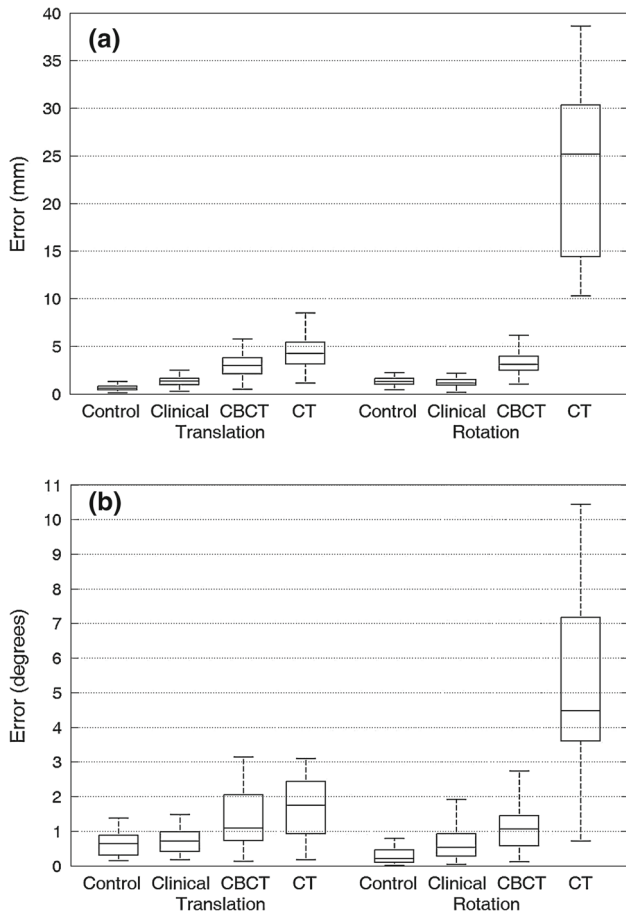 (a)
Error (mm)
40
35
30
25
20
15
10
5
0
Control Clinical CBCT CT Control Clinical CBCT CT
Translation Rotation
(b)
Error (degrees)
11
10
9
8
7
6
5
4
3
2
1
0
Control Clinical CBCT CT Control Clinical CBCT CT
Translation Rotation